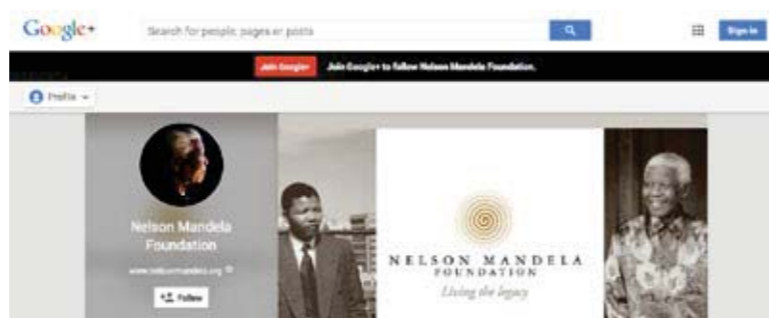 Google+
Search for people, pages or posts
Sign in
Join Google+
Join Google+ to follow Nelson Mandela Foundation.
Profile
Nelson Mandela
Foundation
www.nelsonmandela.org
Follow
NELSON MANDELA
FOUNDATION
Living the legacy